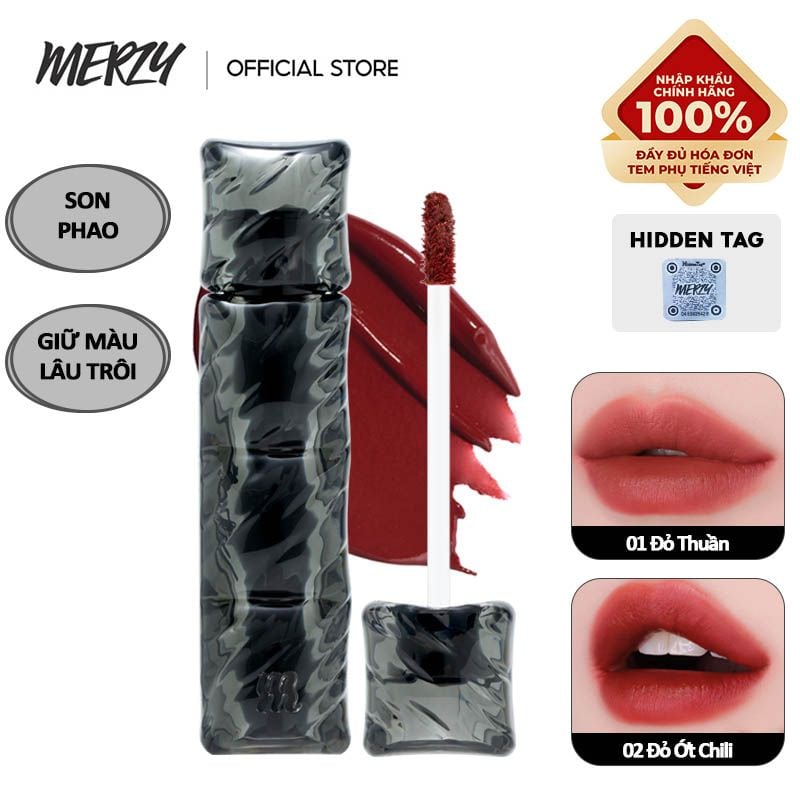 MERZY
OFFICIAL STORE
NHẬP KHẨU
CHÍNH HÃNG
100%
ĐẦY ĐỦ HÓA ĐƠN
TEM PHỤ TIẾNG VIỆT
SON
PHAO
HIDDEN TAG
MERZY
GIỮ MÀU
LÂU TRÔI
m
01 Đỏ Thuần
02 Đỏ Ớt Chili